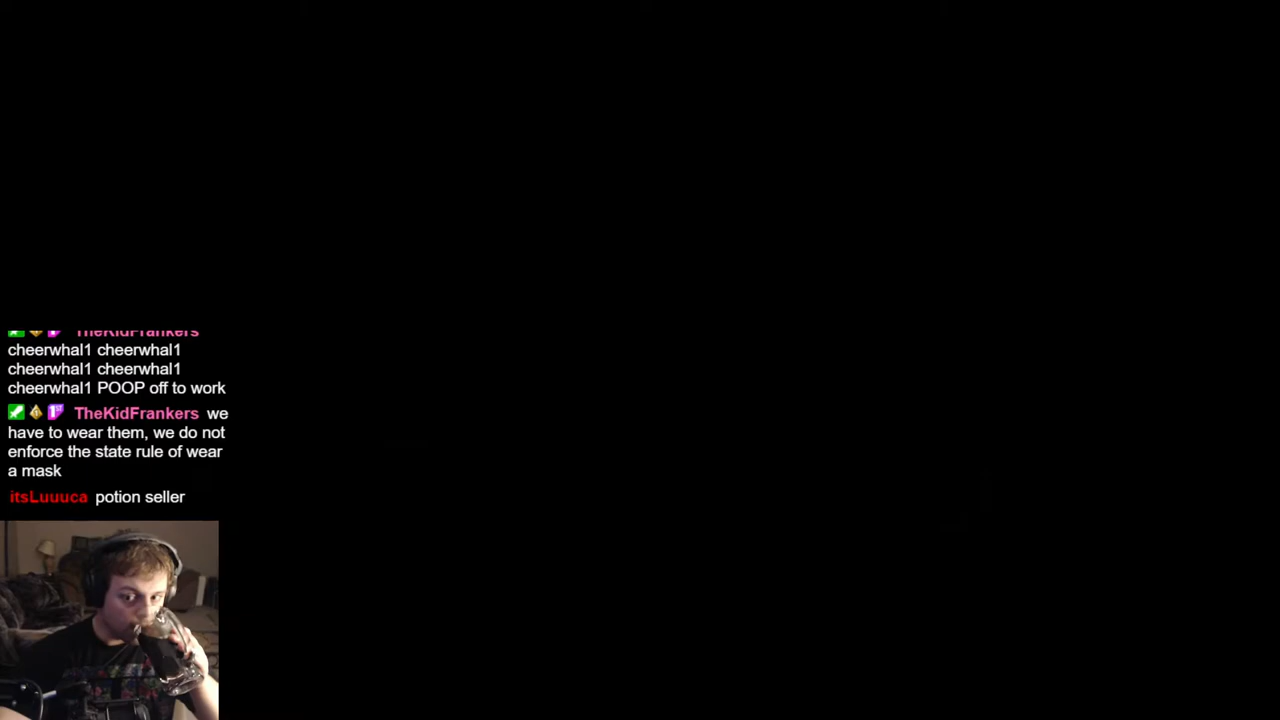 TheKidFrankers
cheerwhal1 cheerwhal1
cheerwhal1 cheerwhal1
cheerwhal1 POOP off to work
TheKidFrankers we
have to wear them, we do not
enforce the state rule of wear
a mask
itsLuuuca potion seller